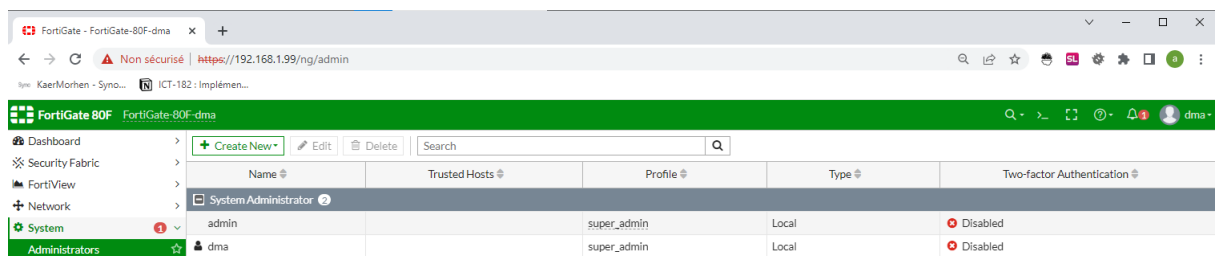 FortiGate - FortiGate-80F-dma
Non sécurisé | https://192.168.1.99/ng/admin
KaerMorhen - Syno... ICT-182 : Implémen...
FortiGate 80F FortiGate-80F-dma 1 dma
Dashboard
Security Fabric
FortiView
Network
System 1
Administrators
+ Create New Edit Delete Search
Name Trusted Hosts Profile Type Two-factor Authentication
System Administrator 2
admin super_admin Local Disabled
dma super_admin Local Disabled